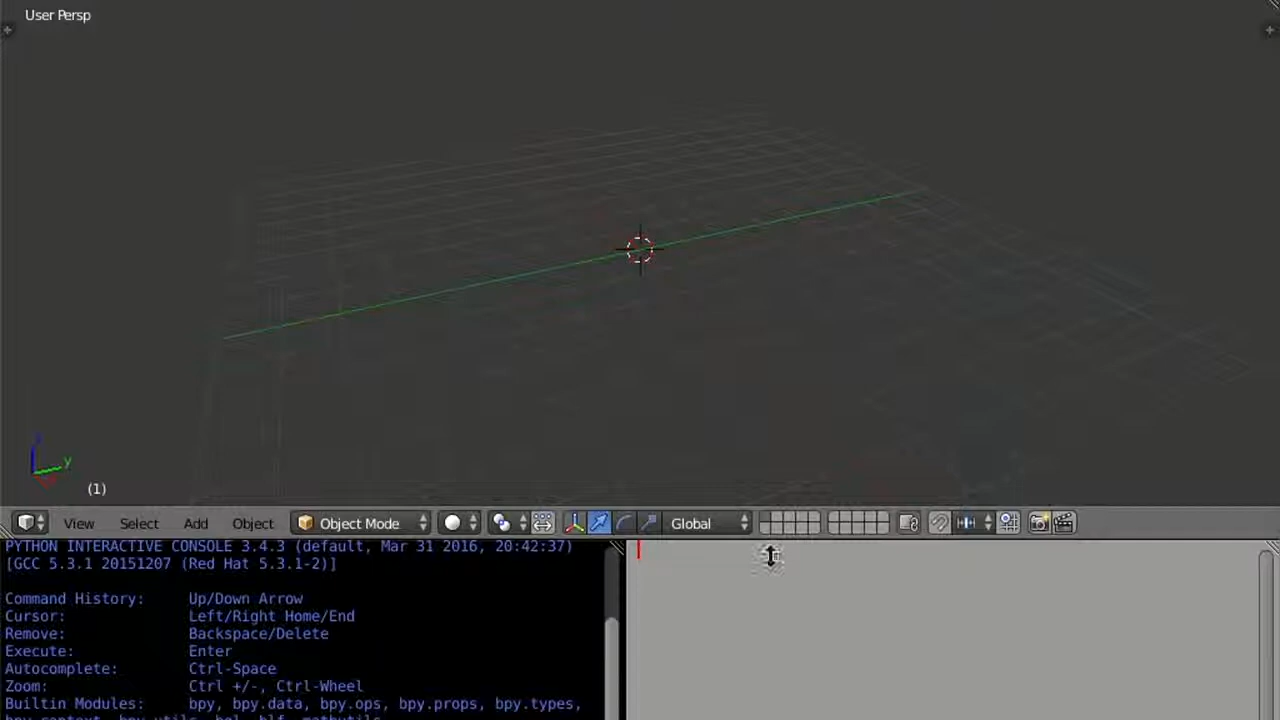 User Persp
y
(1)
View Select Add Object Object Mode Global
PYTHON INTERACTIVE CONSOLE 3.4.3 (default, Mar 31 2016, 20:42:37)
[GCC 5.3.1 20151207 (Red Hat 5.3.1-2)]
Command History: Up/Down Arrow
Cursor: Left/Right Home/End
Remove: Backspace/Delete
Execute: Enter
Autocomplete: Ctrl-Space
Zoom: Ctrl +/-, Ctrl-Wheel
Builtin Modules: bpy, bpy.data, bpy.ops, bpy.props, bpy.types,